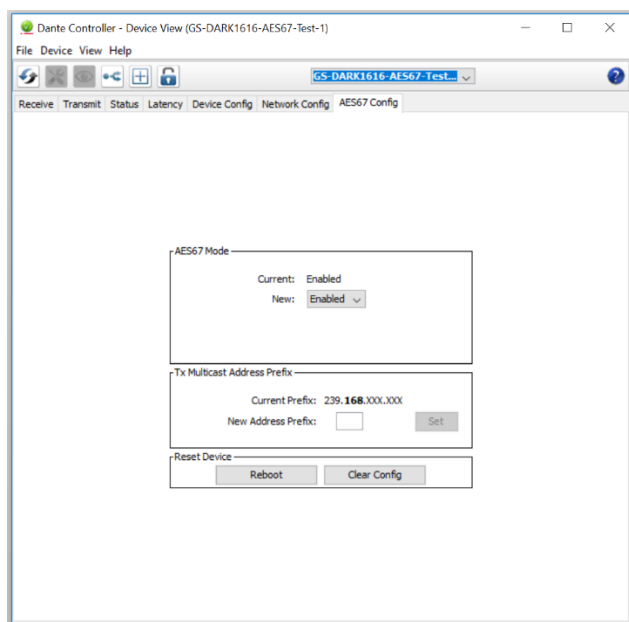 Dante Controller - Device View (GS-DARK1616-AES67-Test-1)
File Device View Help
GS-DARK1616-AES67-Test...
?
Receive Transmit Status Latency Device Config Network Config AES67 Config
AES67 Mode
Current: Enabled
New: Enabled
Tx Multicast Address Prefix
Current Prefix: 239.168.XXX.XXX
New Address Prefix: Set
Reset Device
Reboot Clear Config